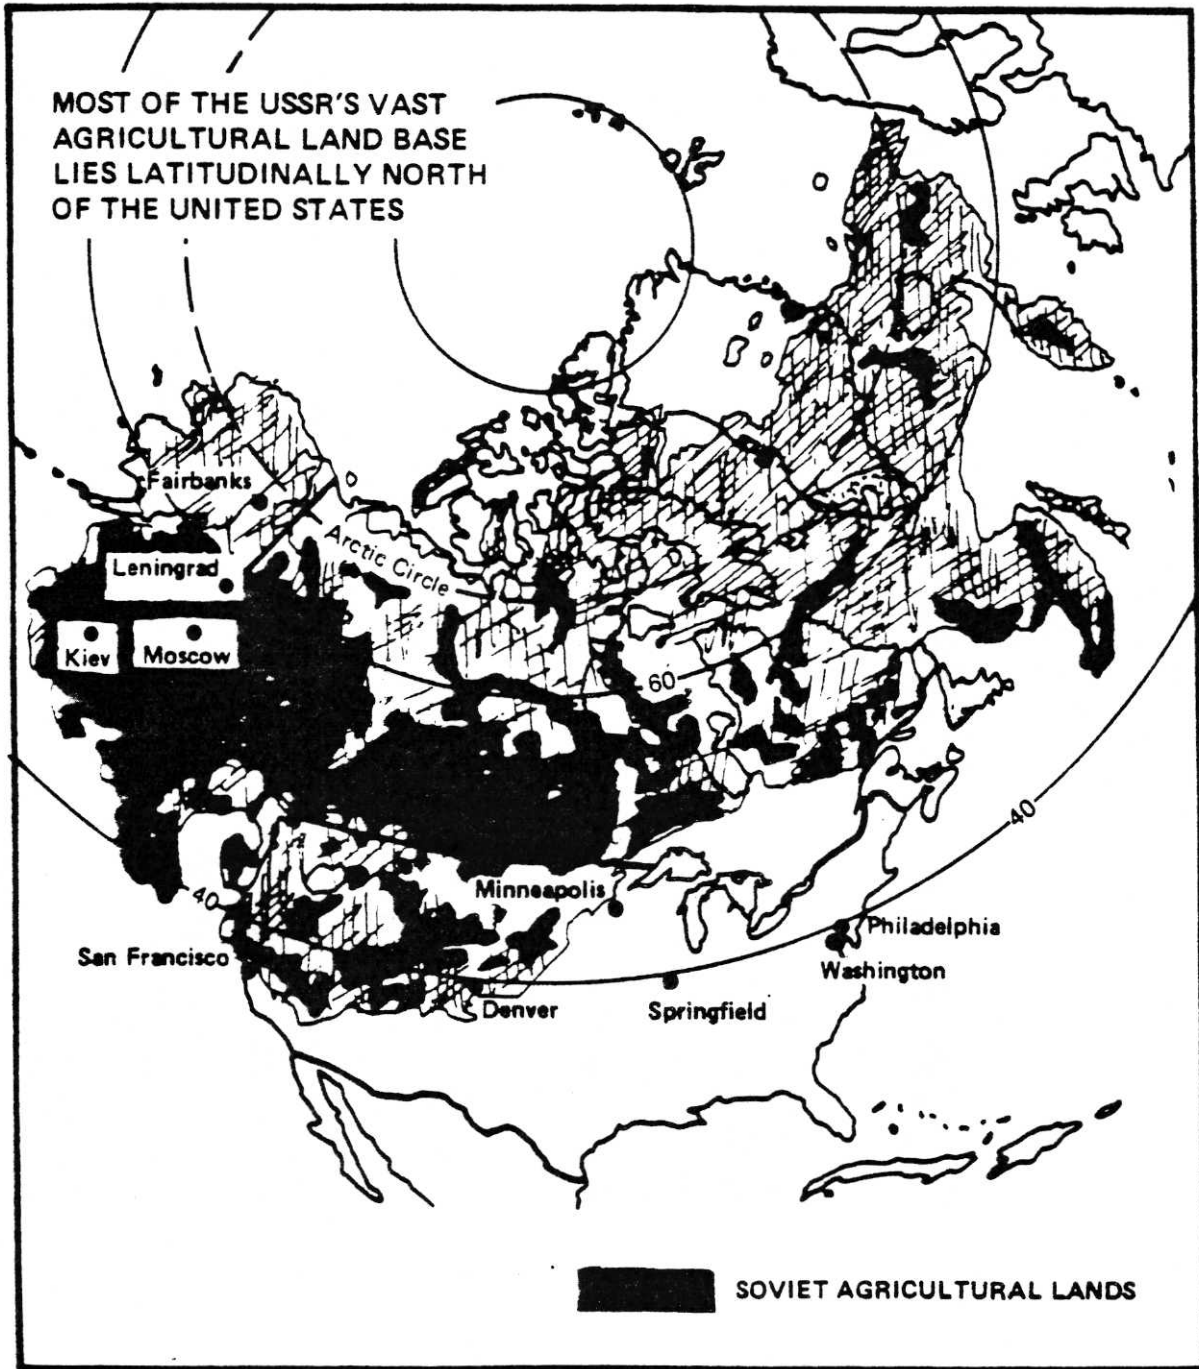 MOST OF THE USSR'S VAST
AGRICULTURAL LAND BASE
LIES LATITUDINALLY NORTH
OF THE UNITED STATES
Fairbanks
Arctic Circle
Leningrad
Kiev
Moscow
60
40
40
Minneapolis
San Francisco
Philadelphia
Washington
Denver
Springfield
SOVIET AGRICULTURAL LANDS